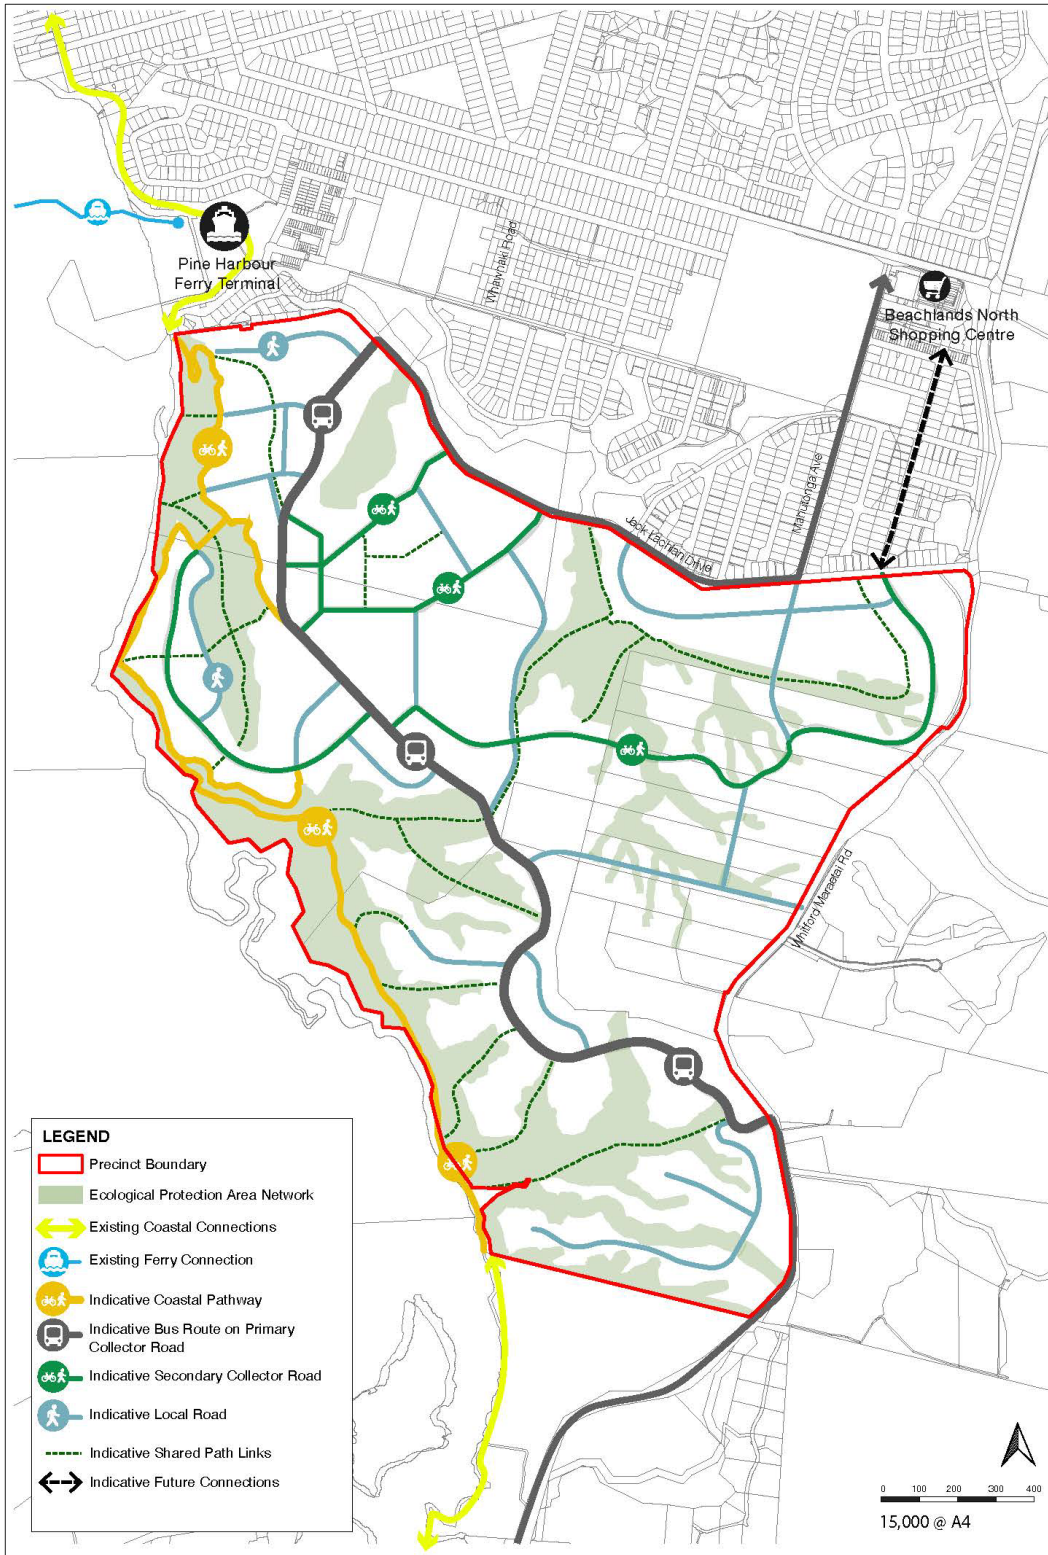 Pine Harbour
Ferry Terminal
Whawhaki Road
Beachlands North
Shopping Centre
Mahutonga Ave
Jack Lachlan Drive
Whitford Maraetai Rd
LEGEND
Precinct Boundary
Ecological Protection Area Network
Existing Coastal Connections
Existing Ferry Connection
Indicative Coastal Pathway
Indicative Bus Route on Primary
Collector Road
Indicative Secondary Collector Road
Indicative Local Road
Indicative Shared Path Links
Indicative Future Connections
0 100 200 300 400
15,000 @ A4